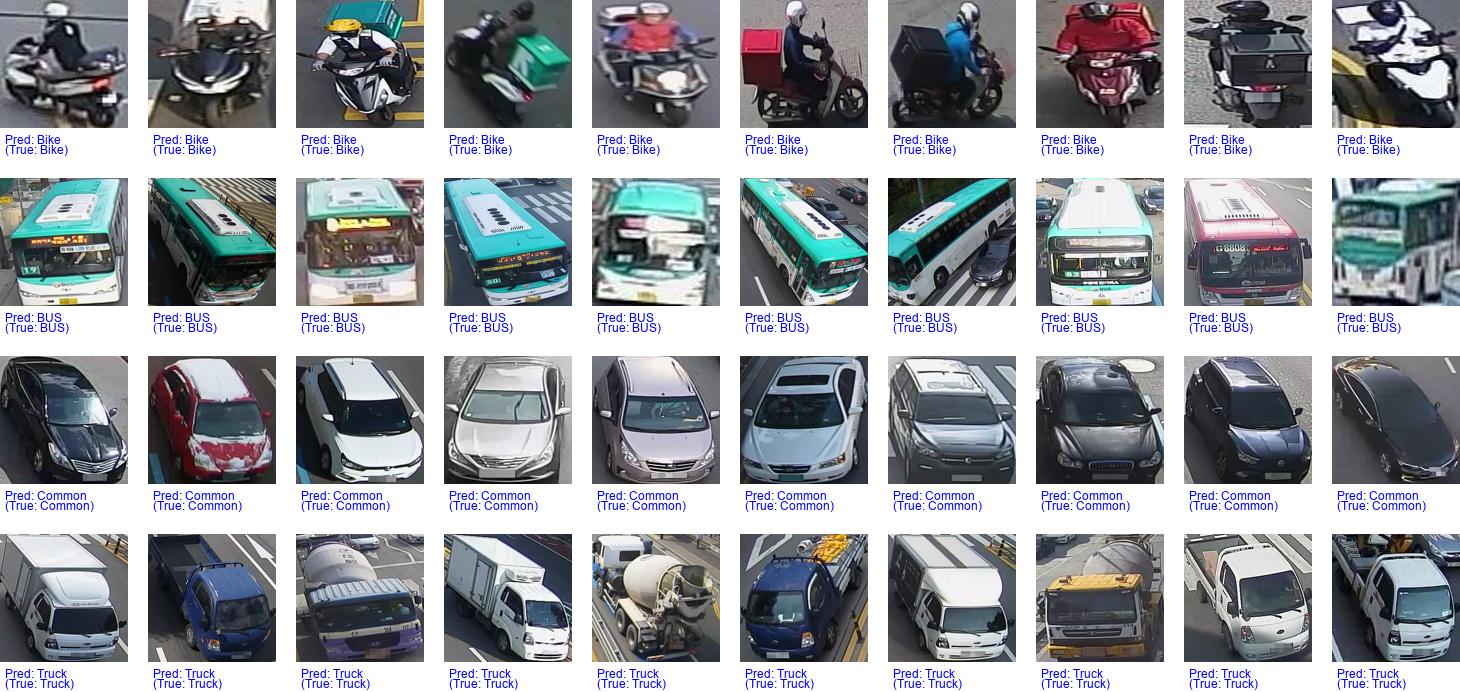 Pred: Bike Pred: Bike Pred: Bike Pred: Bike Pred: Bike Pred: Bike Pred: Bike Pred: Bike Pred: Bike Pred: Bike
(True: Bike) (True: Bike) (True: Bike) (True: Bike) (True: Bike) (True: Bike) (True: Bike) (True: Bike) (True: Bike) (True: Bike)
19
BUS
50
53
BUS
G8808
Pred: BUS Pred: BUS Pred: BUS Pred: BUS Pred: BUS Pred: BUS Pred: BUS Pred: BUS Pred: BUS Pred: BUS
(True: BUS) (True: BUS) (True: BUS) (True: BUS) (True: BUS) (True: BUS) (True: BUS) (True: BUS) (True: BUS) (True: BUS)
Pred: Common Pred: Common Pred: Common Pred: Common Pred: Common Pred: Common Pred: Common Pred: Common Pred: Common Pred: Common
(True: Common) (True: Common) (True: Common) (True: Common) (True: Common) (True: Common) (True: Common) (True: Common) (True: Common) (True: Common)
Pred: Truck Pred: Truck Pred: Truck Pred: Truck Pred: Truck Pred: Truck Pred: Truck Pred: Truck Pred: Truck Pred: Truck
(True: Truck) (True: Truck) (True: Truck) (True: Truck) (True: Truck) (True: Truck) (True: Truck) (True: Truck) (True: Truck) (True: Truck)